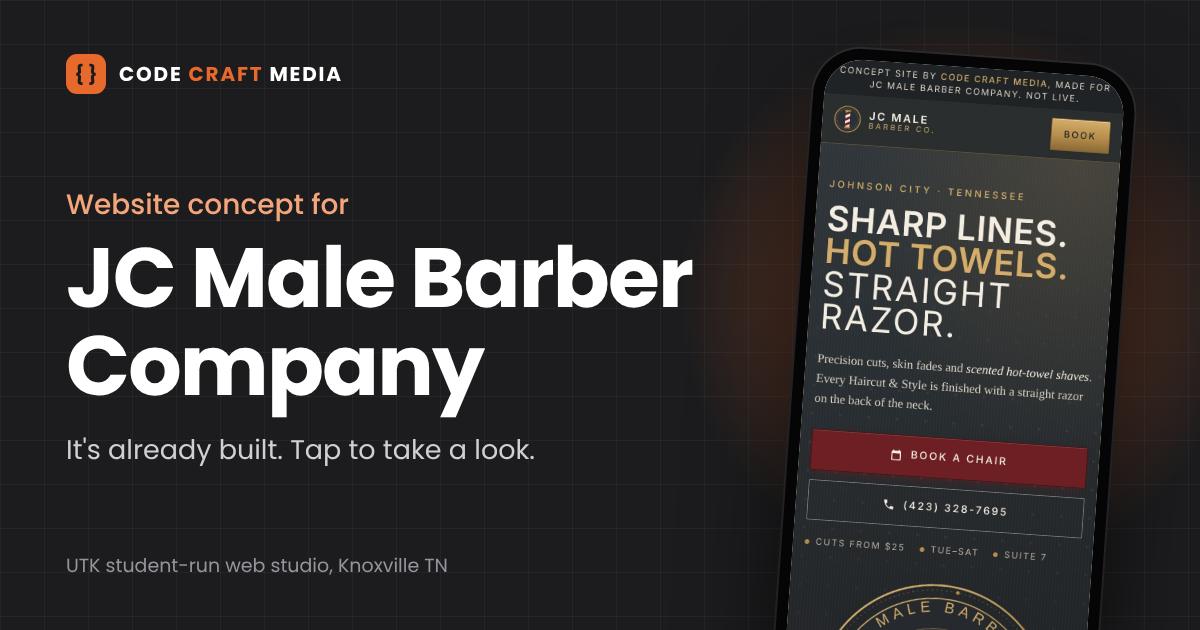 { } CODE CRAFT MEDIA
Website concept for
JC Male Barber
Company
It's already built. Tap to take a look.
UTK student-run web studio, Knoxville TN
CONCEPT SITE BY CODE CRAFT MEDIA, MADE FOR
JC MALE BARBER COMPANY. NOT LIVE.
JC MALE
BARBER CO.
BOOK
JOHNSON CITY · TENNESSEE
SHARP LINES.
HOT TOWELS.
STRAIGHT
RAZOR.
Precision cuts, skin fades and scented hot-towel shaves.
Every Haircut & Style is finished with a straight razor
on the back of the neck.
BOOK A CHAIR
(423) 328-7695
• CUTS FROM $25 • TUE–SAT • SUITE 7
MALE BARB